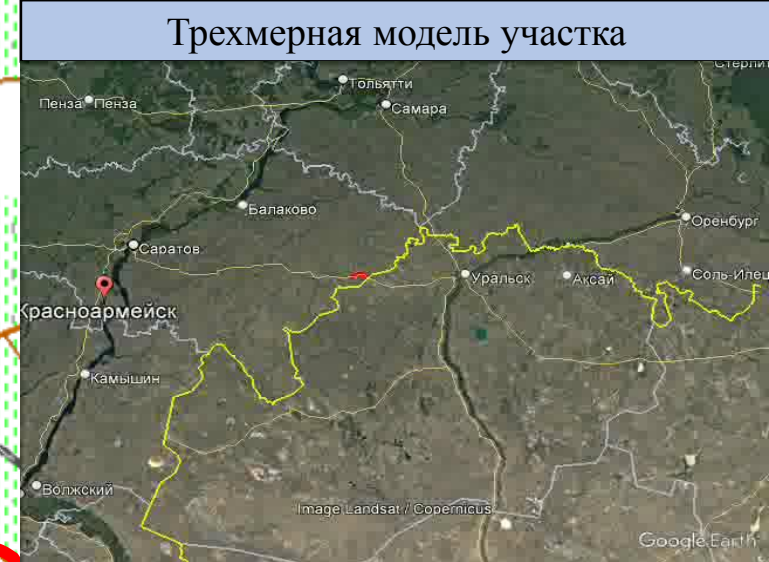 Трехмерная модель участка
Стерлит
Тольятти
Пенза Пенза
Самара
Балаково
Оренбург
Саратов
Уральск
Аксай
Соль-Илец
Красноармейск
Камышин
Волжский
Image Landsat / Copernicus
Google Earth